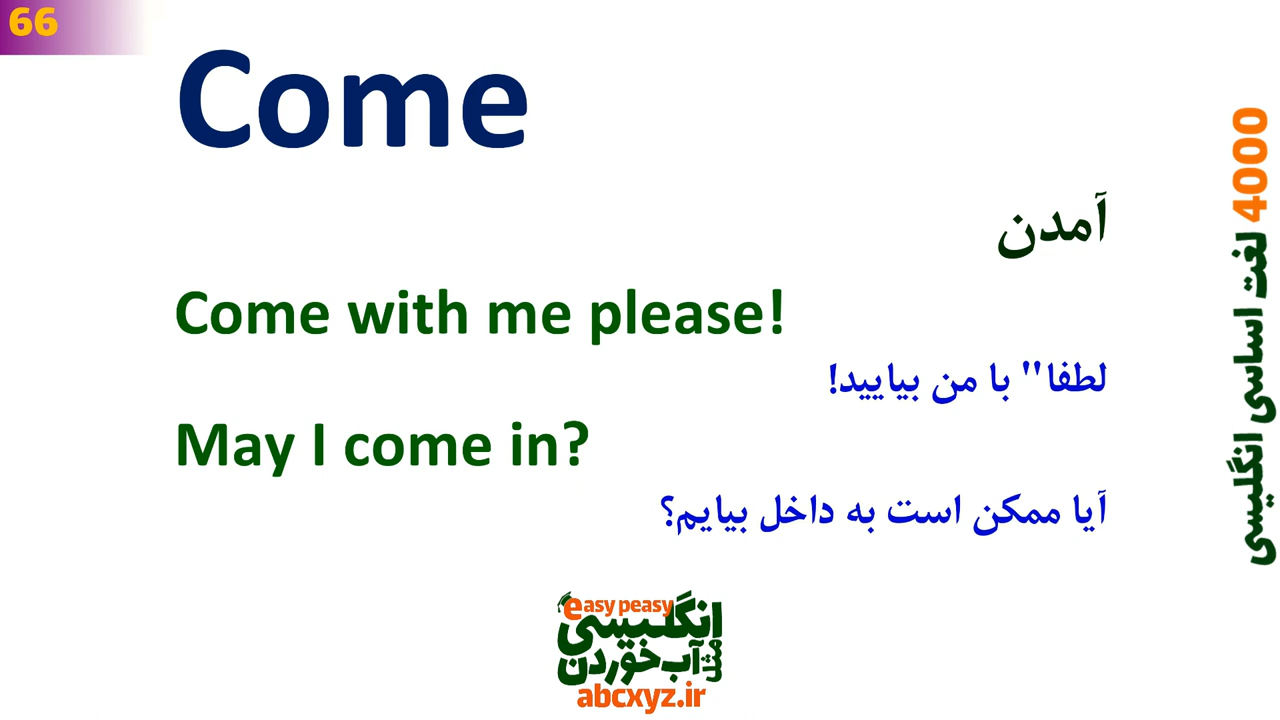 66
Come
آمدن
Come with me please!
لطفا" با من بیایید!
May I come in?
آیا ممکن است به داخل بیایم؟
4000 لغت اساسی انگلیسی
easy peasy
انگلیسی
مثل آب خوردن
abcxyz.ir